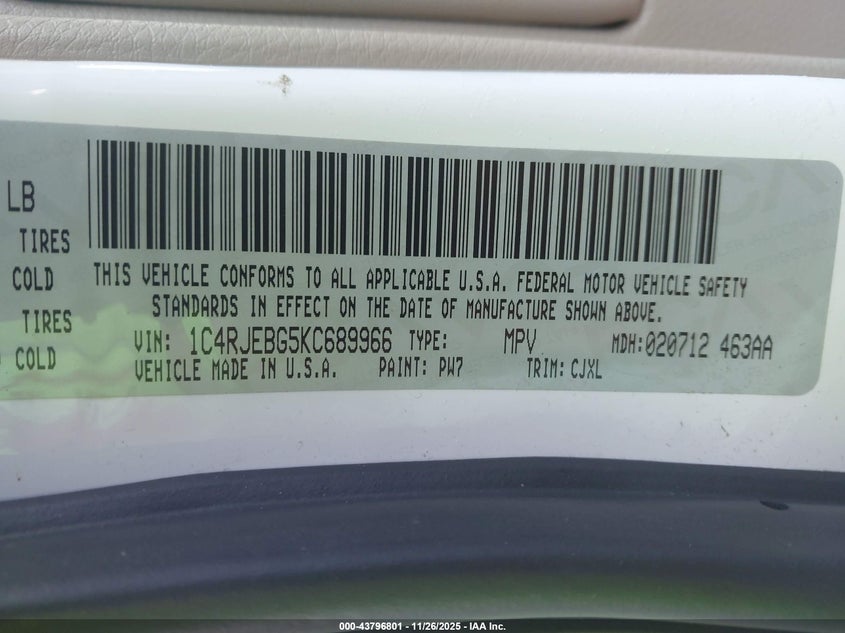 LB
TIRES
COLD
TIRES
COLD
THIS VEHICLE CONFORMS TO ALL APPLICABLE U.S.A. FEDERAL MOTOR VEHICLE SAFETY
STANDARDS IN EFFECT ON THE DATE OF MANUFACTURE SHOWN ABOVE.
VIN: 1C4RJEBG5KC689966 TYPE: MPV MDH:020712 463AA
VEHICLE MADE IN U.S.A. PAINT: PW7 TRIM: CJXL
000-43796801 - 11/26/2025 - IAA Inc.